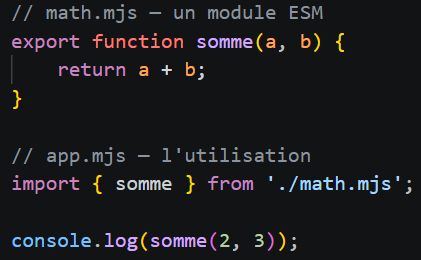 // math.mjs — un module ESM
export function somme(a, b) {
    return a + b;
}

// app.mjs — l'utilisation
import { somme } from './math.mjs';

console.log(somme(2, 3));